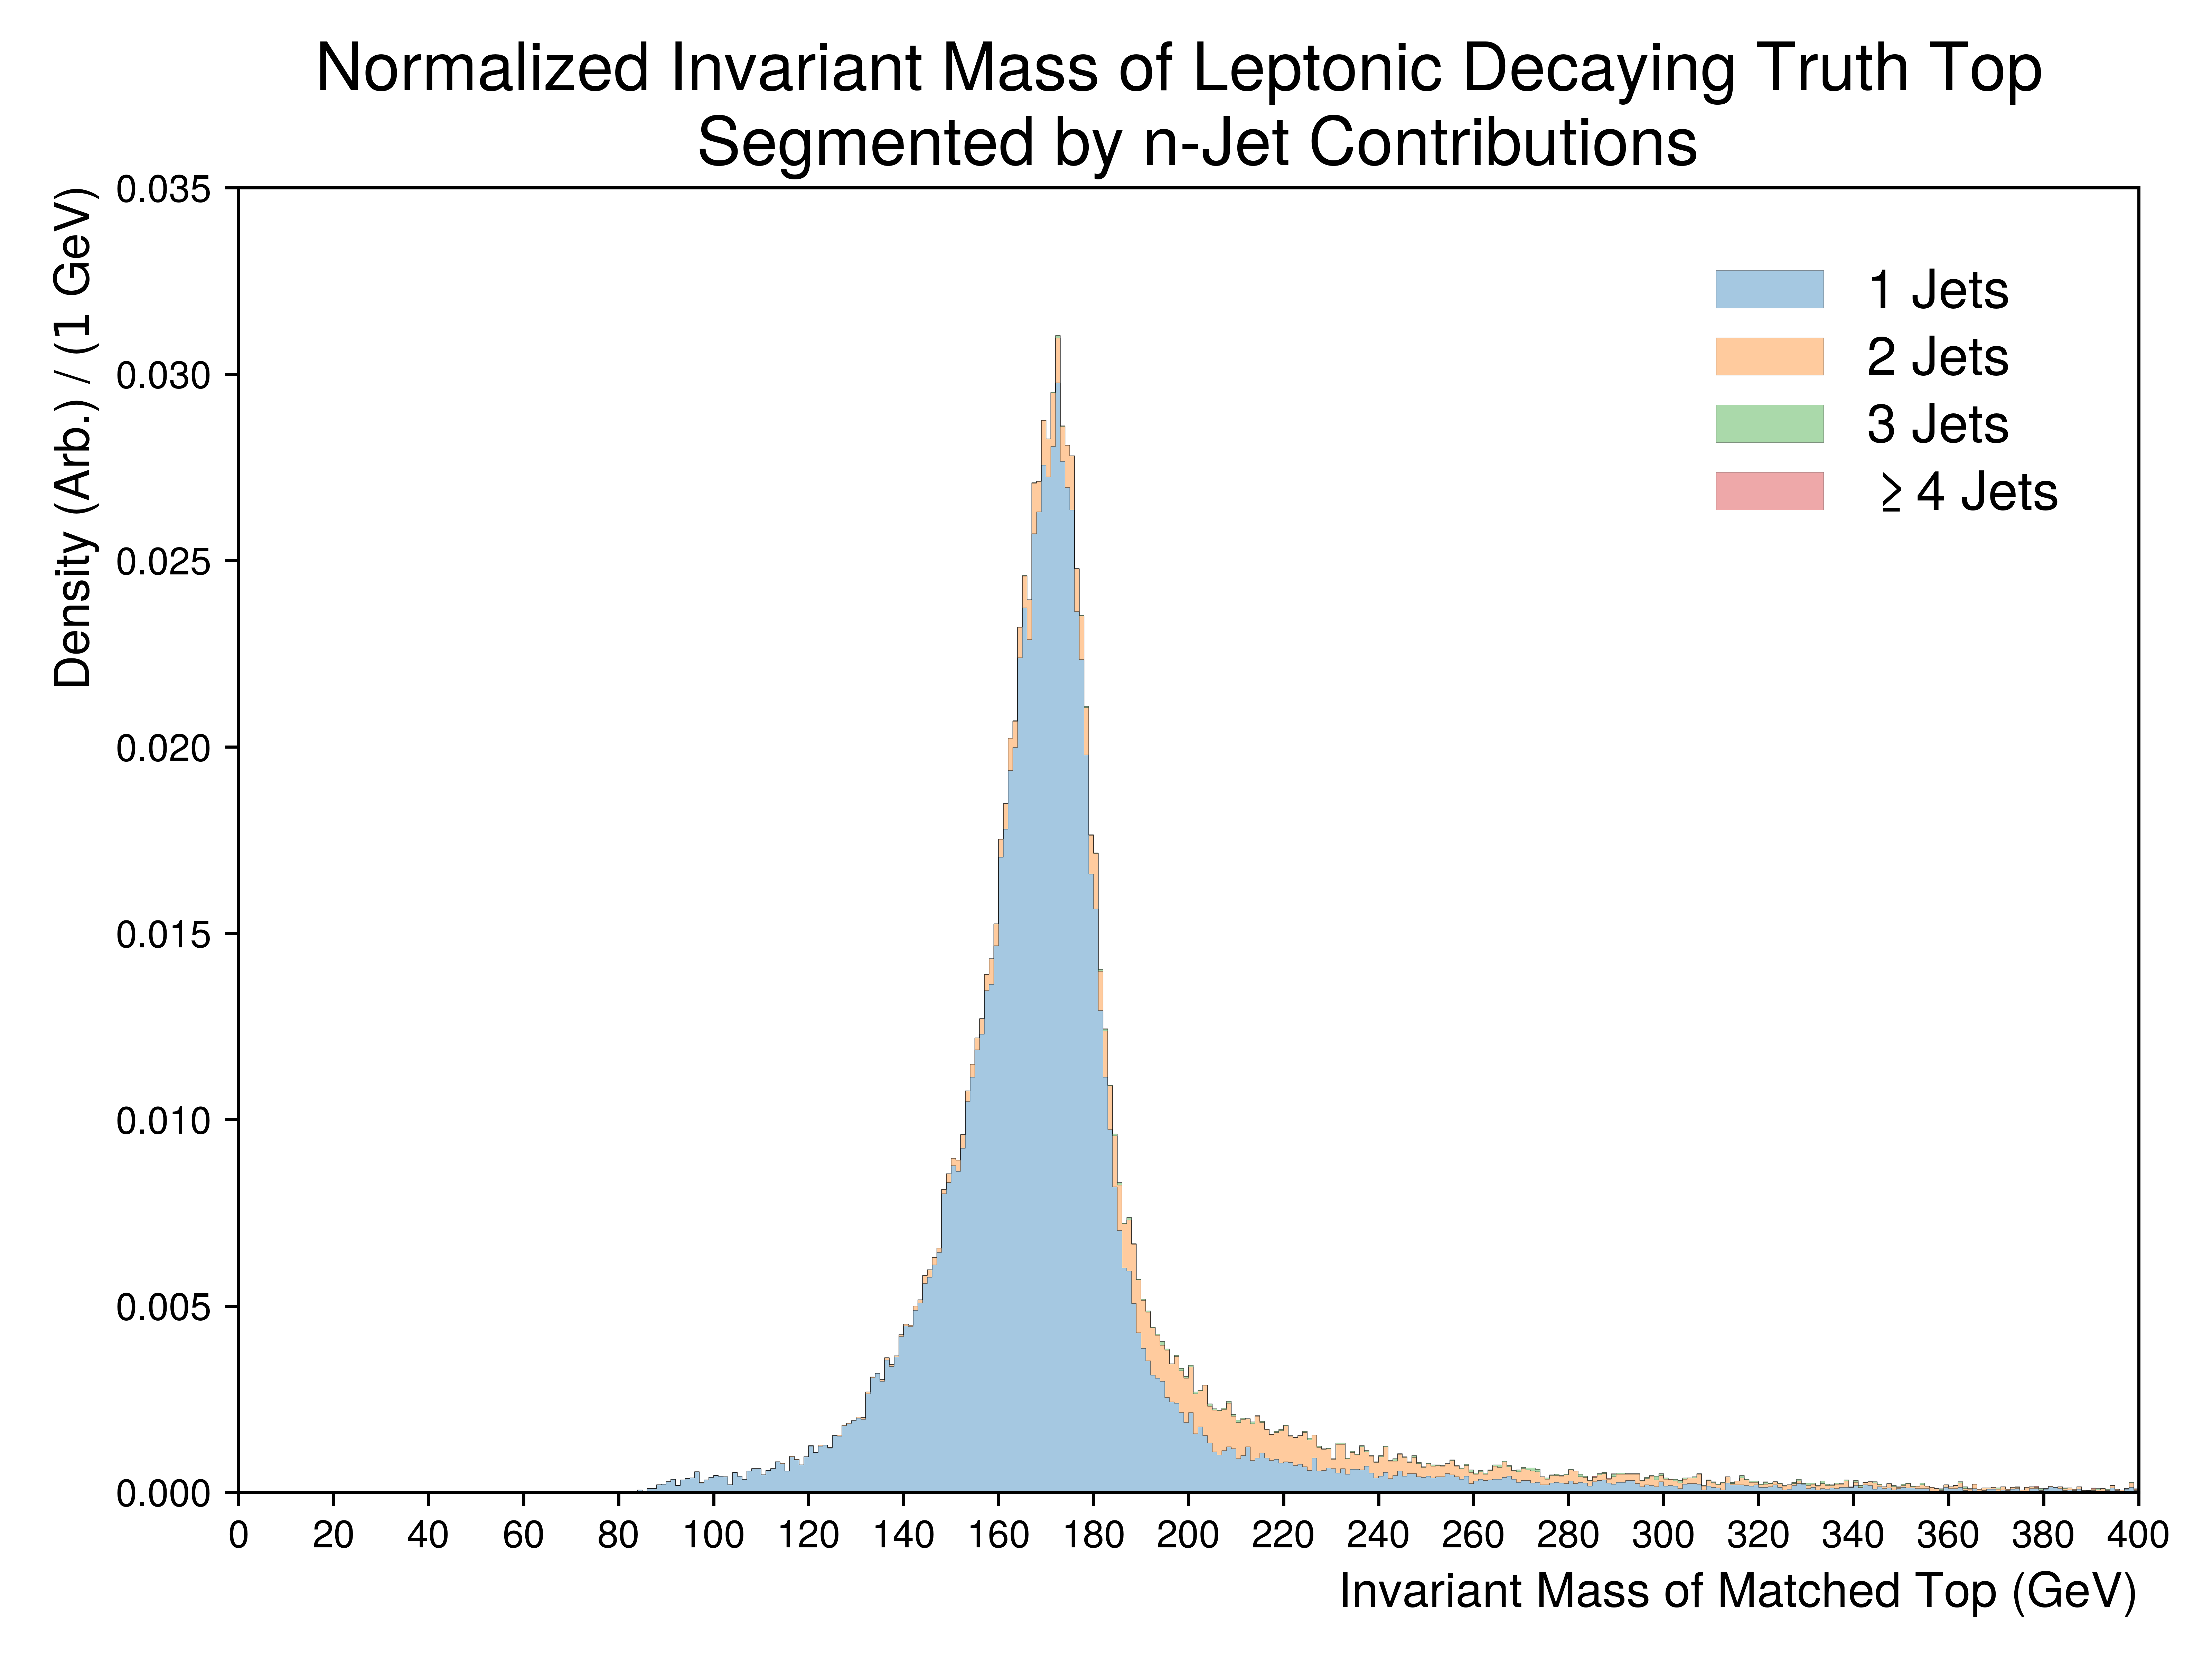 Normalized Invariant Mass of Leptonic Decaying Truth Top
Segmented by n-Jet Contributions
Density (Arb.) / (1 GeV)
0.035
0.030
0.025
0.020
0.015
0.010
0.005
0.000
1 Jets
2 Jets
3 Jets
≥ 4 Jets
0 20 40 60 80 100 120 140 160 180 200 220 240 260 280 300 320 340 360 380 400
Invariant Mass of Matched Top (GeV)